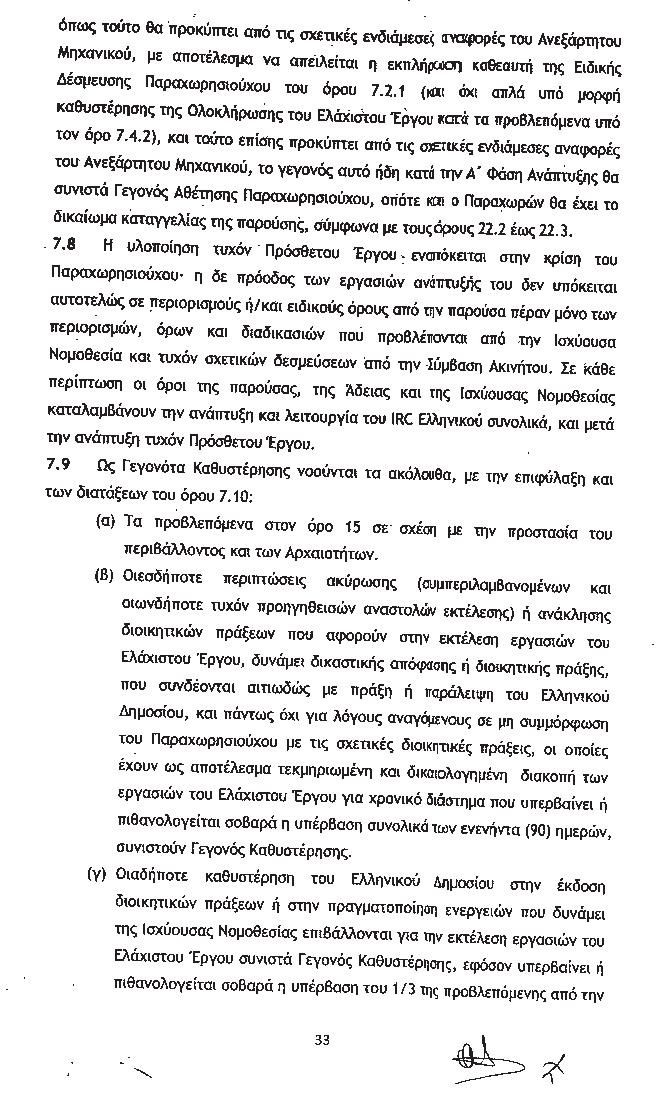 όπως τούτο θα προκύπτει από τις σχετικές ενδιάμεσες αναφορές του Ανεξάρτητου
Μηχανικού, με αποτέλεσμα να απειλείται η εκπλήρωση καθεαυτή της Ειδικής
Δέσμευσης Παραχωρησιούχου του όρου 7.2.1 (και όχι απλά υπό μορφή
καθυστέρησης της Ολοκλήρωσης του Ελάχιστου Έργου κατά τα προβλεπόμενα υπό
τον όρο 7.4.2), και τούτο επίσης προκύπτει από τις σχετικές ενδιάμεσες αναφορές
του Ανεξάρτητου Μηχανικού, το γεγονός αυτό ήδη κατά την Α΄ Φάση Ανάπτυξης θα
συνιστά Γεγονός Αθέτησης Παραχωρησιούχου, οπότε και ο Παραχωρών θα έχει το
δικαίωμα καταγγελίας της παρούσης, σύμφωνα με τους όρους 22.2 έως 22.3.
7.8 Η υλοποίηση τυχόν Πρόσθετου Έργου εναπόκειται στην κρίση του
Παραχωρησιούχου· η δε πρόοδος των εργασιών ανάπτυξής του δεν υπόκειται
αυτοτελώς σε περιορισμούς ή/και ειδικούς όρους από την παρούσα πέραν μόνο των
περιορισμών, όρων και διαδικασιών που προβλέπονται από την Ισχύουσα
Νομοθεσία και τυχόν σχετικών δεσμεύσεων από την Σύμβαση Ακινήτου. Σε κάθε
περίπτωση οι όροι της παρούσας, της Άδειας και της Ισχύουσας Νομοθεσίας
καταλαμβάνουν την ανάπτυξη και λειτουργία του IRC Ελληνικού συνολικά, και μετά
την ανάπτυξη τυχόν Πρόσθετου Έργου.
7.9 Ως Γεγονότα Καθυστέρησης νοούνται τα ακόλουθα, με την επιφύλαξη και
των διατάξεων του όρου 7.10:
(α) Τα προβλεπόμενα στον όρο 15 σε σχέση με την προστασία του
περιβάλλοντος και των Αρχαιοτήτων.
(β) Οιεσδήποτε περιπτώσεις ακύρωσης (συμπεριλαμβανομένων και
οιωνδήποτε τυχόν προηγηθεισών αναστολών εκτέλεσης) ή ανάκλησης
διοικητικών πράξεων που αφορούν στην εκτέλεση εργασιών του
Ελάχιστου Έργου, δυνάμει δικαστικής απόφασης ή διοικητικής πράξης,
που συνδέονται αιτιωδώς με πράξη ή παράλειψη του Ελληνικού
Δημοσίου, και πάντως όχι για λόγους αναγόμενους σε μη συμμόρφωση
του Παραχωρησιούχου με τις σχετικές διοικητικές πράξεις, οι οποίες
έχουν ως αποτέλεσμα τεκμηριωμένη και δικαιολογημένη διακοπή των
εργασιών του Ελάχιστου Έργου για χρονικό διάστημα που υπερβαίνει ή
πιθανολογείται σοβαρά η υπέρβαση συνολικά των ενενήντα (90) ημερών,
συνιστούν Γεγονός Καθυστέρησης.
(γ) Οιαδήποτε καθυστέρηση του Ελληνικού Δημοσίου στην έκδοση
διοικητικών πράξεων ή στην πραγματοποίηση ενεργειών που δυνάμει
της Ισχύουσας Νομοθεσίας επιβάλλονται για την εκτέλεση εργασιών του
Ελάχιστου Έργου συνιστά Γεγονός Καθυστέρησης, εφόσον υπερβαίνει ή
πιθανολογείται σοβαρά η υπέρβαση του 1/3 της προβλεπόμενης από την
33